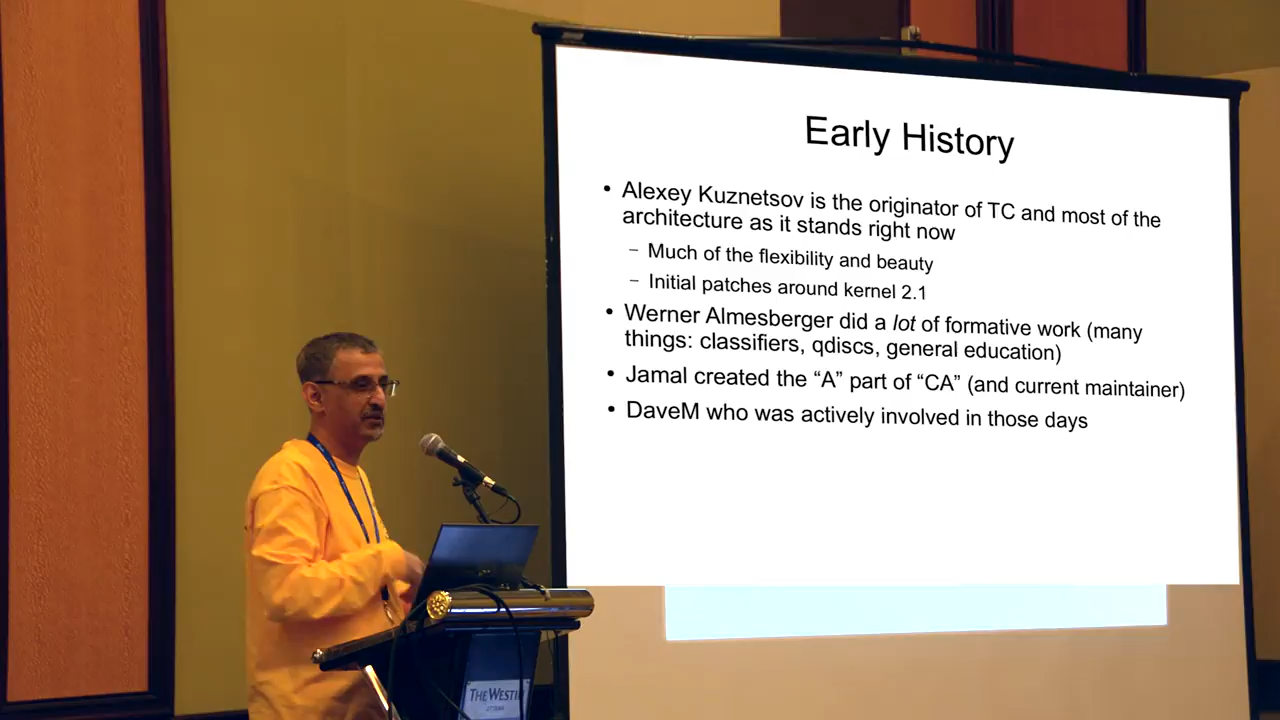 Early History
• Alexey Kuznetsov is the originator of TC and most of the
architecture as it stands right now
– Much of the flexibility and beauty
– Initial patches around kernel 2.1
• Werner Almesberger did a lot of formative work (many
things: classifiers, qdiscs, general education)
• Jamal created the “A” part of “CA” (and current maintainer)
• DaveM who was actively involved in those days
THE WESTIN
OTTAWA